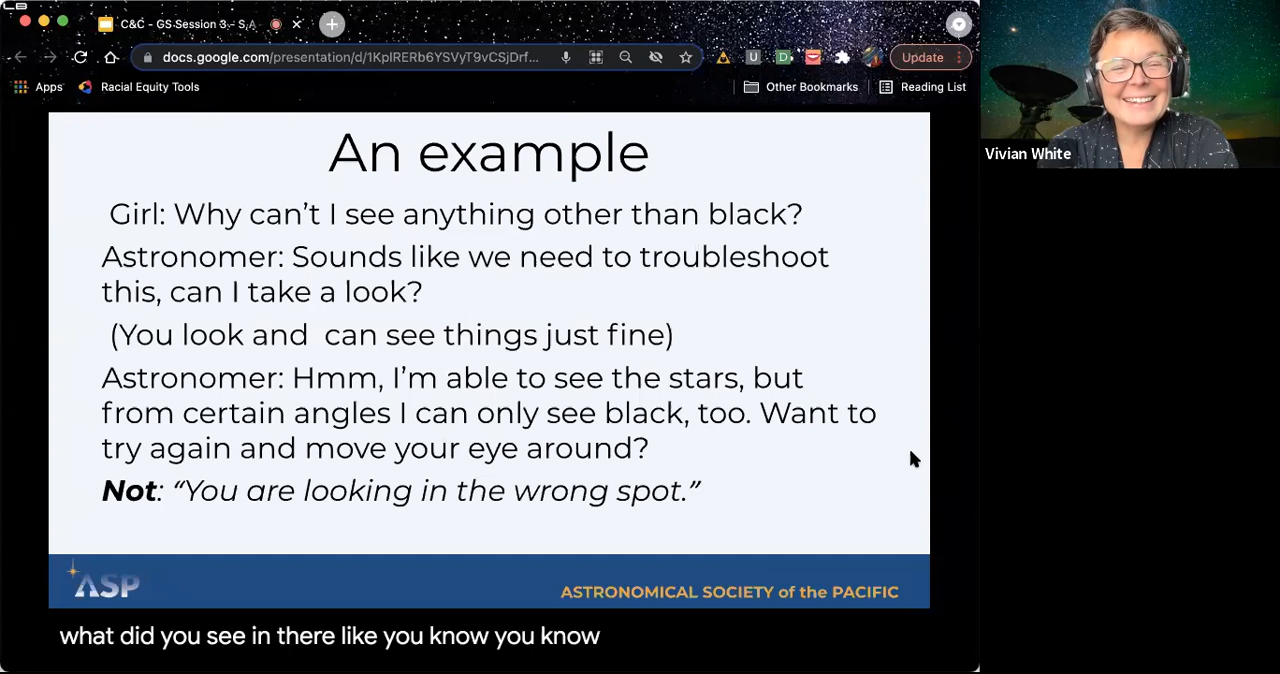 C&C - GS Session 3 - S,A
docs.google.com/presentation/d/1KplRERb6YSVyT9vCSjDrf...
U
D
Update
Apps
Racial Equity Tools
Other Bookmarks
Reading List
Vivian White
An example
Girl: Why can’t I see anything other than black?
Astronomer: Sounds like we need to troubleshoot
this, can I take a look?
(You look and  can see things just fine)
Astronomer: Hmm, I’m able to see the stars, but
from certain angles I can only see black, too. Want to
try again and move your eye around?
Not: “You are looking in the wrong spot.”
ASP
ASTRONOMICAL SOCIETY of the PACIFIC
what did you see in there like you know you know